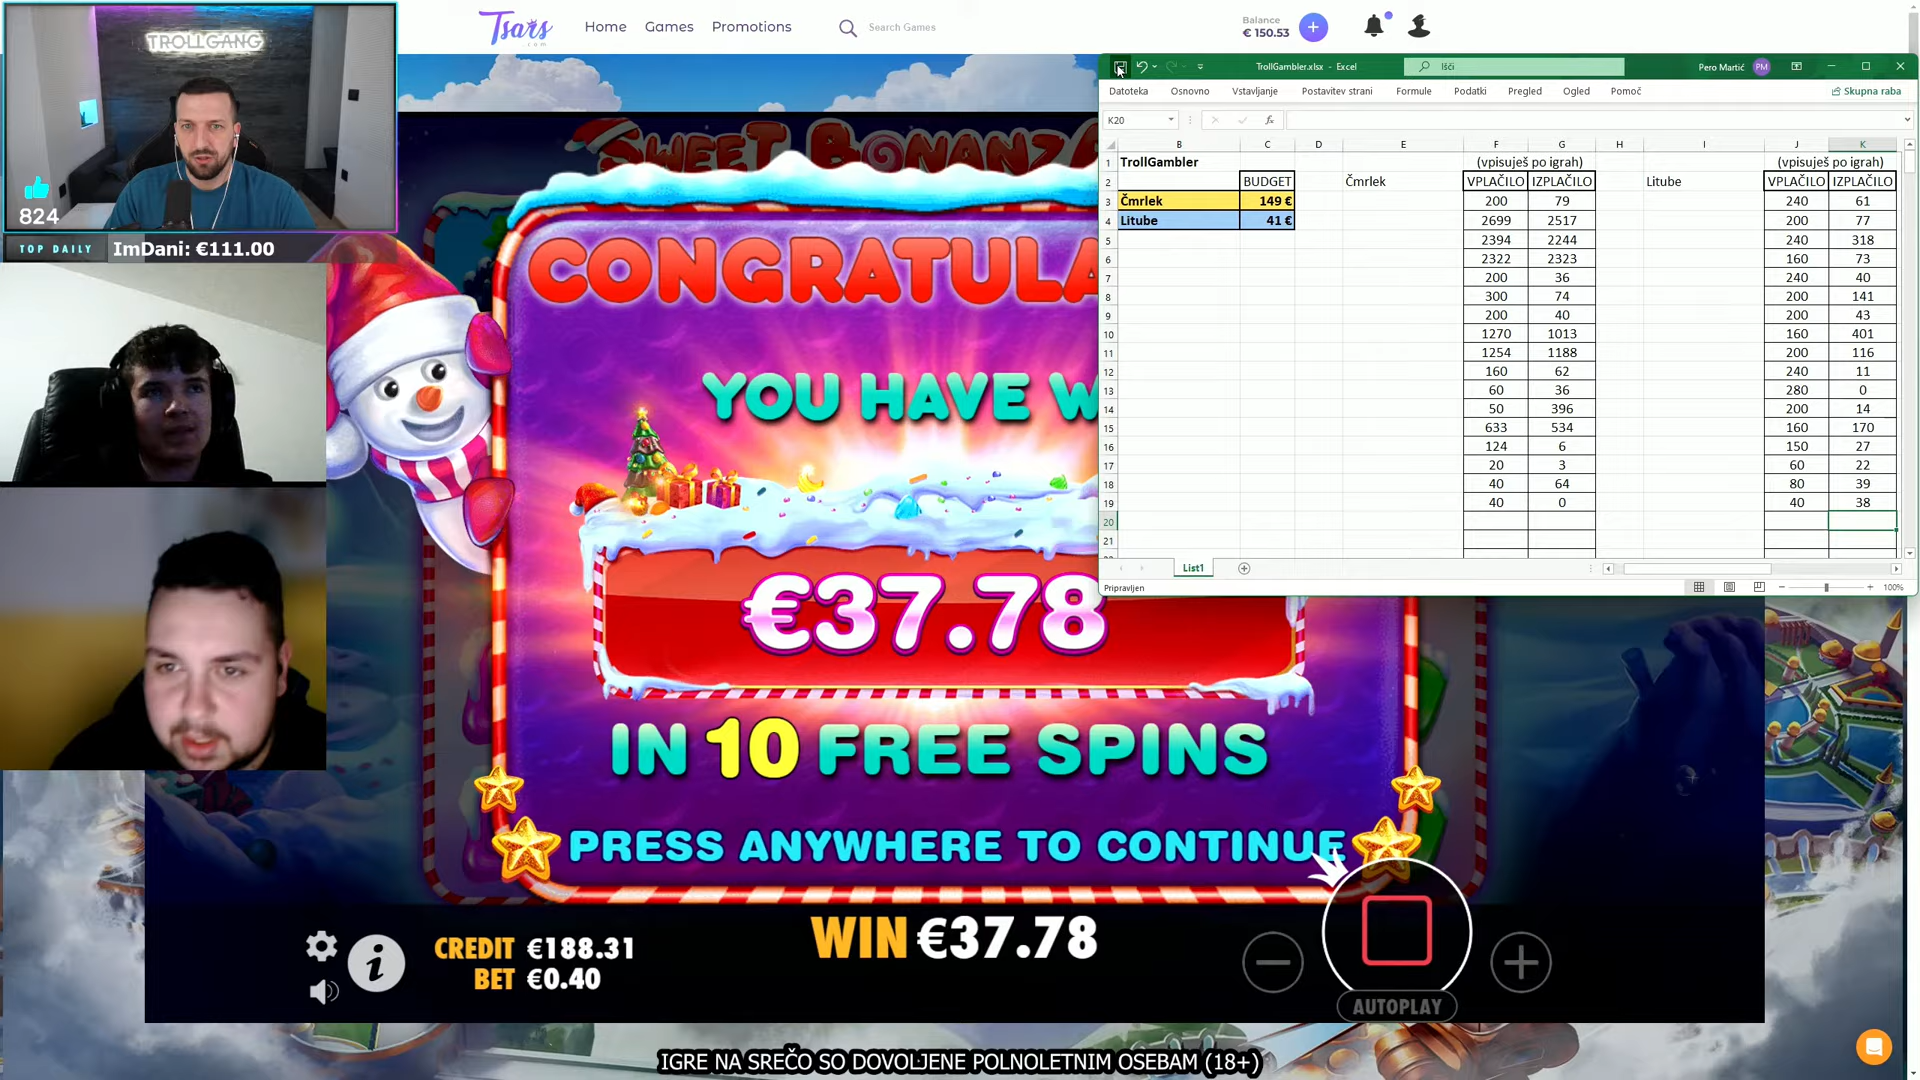 TROLLGANG
824
TOP DAILY ImDani: €111.00
Tsars
.com
Home Games Promotions Search Games
Balance
€ 150.53
TrollGambler.xlsx - Excel
Išči
Pero Martić PM
Datoteka Osnovno Vstavljanje Postavitev strani Formule Podatki Pregled Ogled Pomoč Skupna raba
K20 fx
B C D E F G H I J K
1 TrollGambler (vpisuješ po igrah) (vpisuješ po igrah)
2 BUDGET Čmrlek VPLAČILO IZPLAČILO Litube VPLAČILO IZPLAČILO
3 Čmrlek 149 € 200 79 240 61
4 Litube 41 € 2699 2517 200 77
5 2394 2244 240 318
6 2322 2323 160 73
7 200 36 240 40
8 300 74 200 141
9 200 40 200 43
10 1270 1013 160 401
11 1254 1188 200 116
12 160 62 240 11
13 60 36 280 0
14 50 396 200 14
15 633 534 160 170
16 124 6 150 27
17 20 3 60 22
18 40 64 80 39
19 40 0 40 38
20
21
List1
Pripravljen 100%
SWEET BONANZA
CONGRATULA
YOU HAVE W
€37.78
IN 10 FREE SPINS
PRESS ANYWHERE TO CONTINUE
CREDIT €188.31
BET €0.40
WIN €37.78
AUTOPLAY
IGRE NA SREČO SO DOVOLJENE POLNOLETNIM OSEBAM (18+)